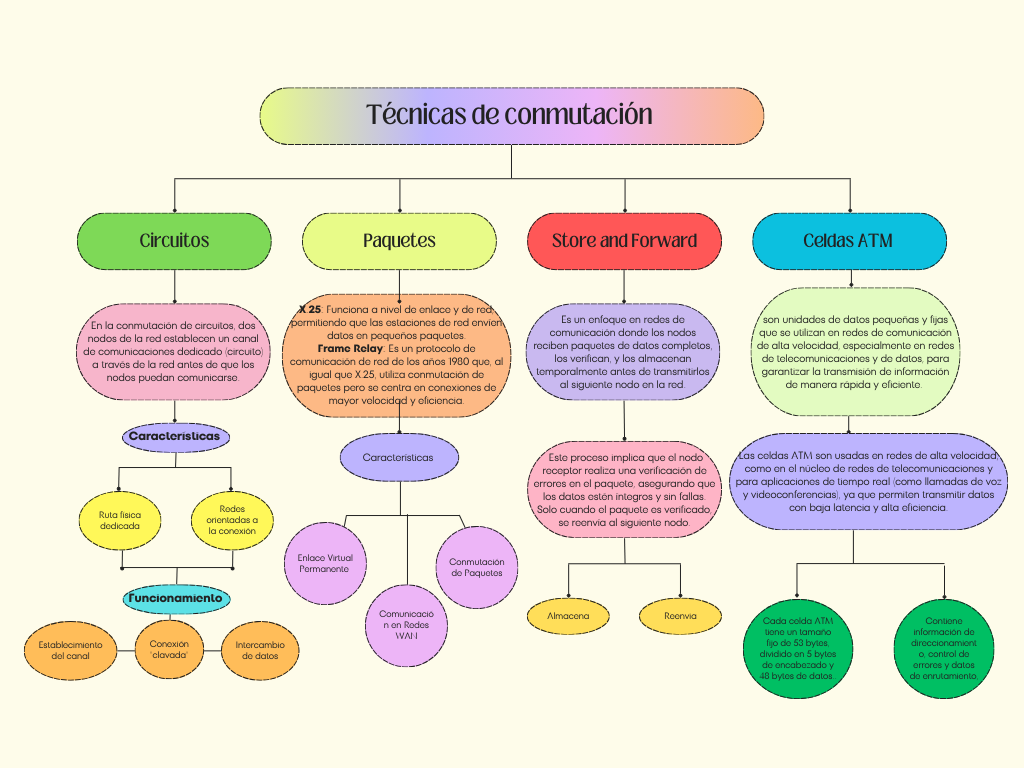 Técnicas de conmutación
Circuitos
Paquetes
Store and Forward
Celdas ATM
En la conmutación de circuitos, dos
nodos de la red establecen un canal
de comunicaciones dedicado (circuito)
a través de la red antes de que los
nodos puedan comunicarse.
X 25: Funciona a nivel de enlace y de red,
permitiendo que las estaciones de red envíen
datos en pequeños paquetes.
Frame Relay: Es un protocolo de
comunicación de red de los años 1980 que, al
igual que X.25, utiliza conmutación de
paquetes pero se centra en conexiones de
mayor velocidad y eficiencia.
Es un enfoque en redes de
comunicación donde los nodos
reciben paquetes de datos completos,
los verifican, y los almacenan
temporalmente antes de transmitirlos
al siguiente nodo en la red.
son unidades de datos pequeñas y fijas
que se utilizan en redes de comunicación
de alta velocidad, especialmente en redes
de telecomunicaciones y de datos, para
garantizar la transmisión de información
de manera rápida y eficiente.
Características
Ruta física
dedicada
Redes
orientadas a
la conexión
Funcionamiento
Establecimiento
del canal
Conexión
'clavada'
Intercambio
de datos
Características
Enlace Virtual
Permanente
Comunicació
n en Redes
WAN
Conmutación
de Paquetes
Este proceso implica que el nodo
receptor realiza una verificación de
errores en el paquete, asegurando que
los datos estén íntegros y sin fallas.
Solo cuando el paquete es verificado,
se reenvía al siguiente nodo.
Almacena
Reenvia
Las celdas ATM son usadas en redes de alta velocidad,
como en el núcleo de redes de telecomunicaciones y
para aplicaciones de tiempo real (como llamadas de voz
y videoconferencias), ya que permiten transmitir datos
con baja latencia y alta eficiencia.
Cada celda ATM
tiene un tamaño
fijo de 53 bytes,
dividido en 5 bytes
de encabezado y
48 bytes de datos.
Contiene
información de
direccionamient
o, control de
errores y datos
de enrutamiento.